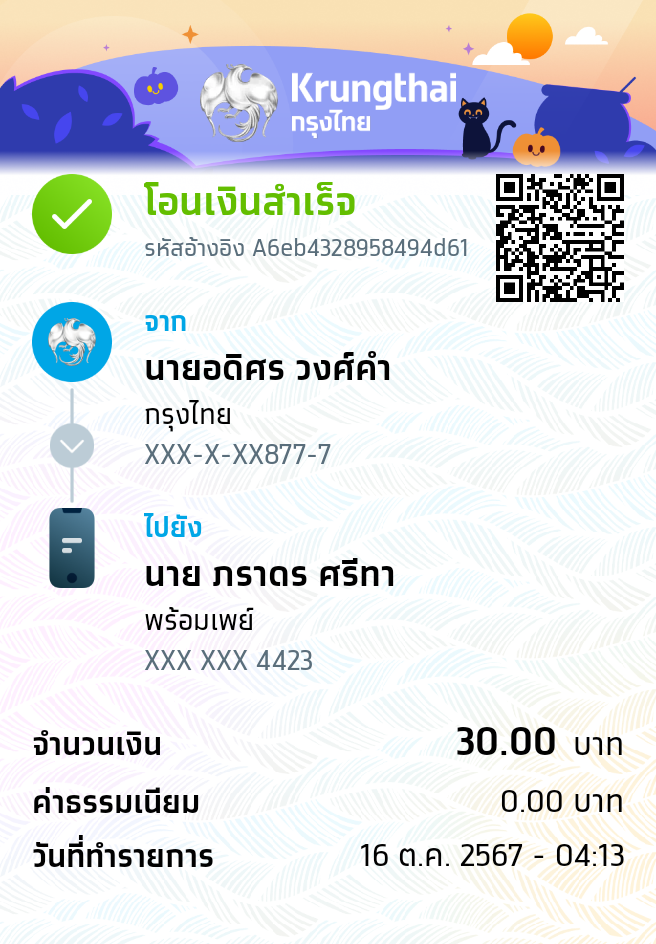 Krungthai
กรุงไทย
โอนเงินสำเร็จ
รหัสอ้างอิง A6eb4328958494d61
จาก
นายอดิศร วงศ์คำ
กรุงไทย
XXX-X-XX877-7
ไปยัง
นาย ภราดร ศรีทา
พร้อมเพย์
XXX XXX 4423
จำนวนเงิน 30.00 บาท
ค่าธรรมเนียม 0.00 บาท
วันที่ทำรายการ 16 ต.ค. 2567 - 04:13